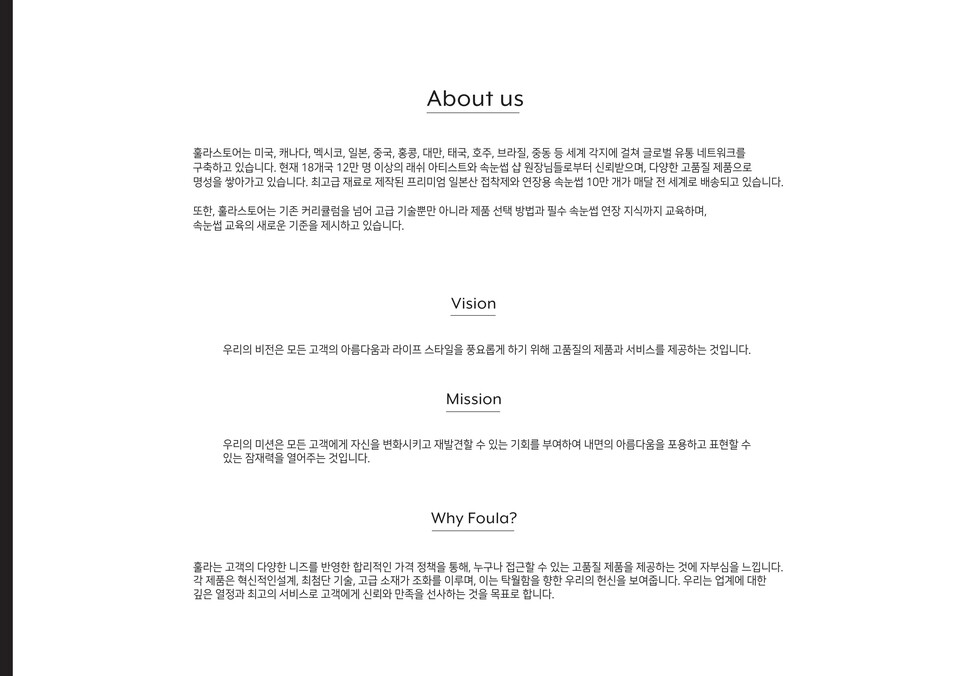 About us
훌라스토어는 미국, 캐나다, 멕시코, 일본, 중국, 홍콩, 대만, 태국, 호주, 브라질, 중동 등 세계 각지에 걸쳐 글로벌 유통 네트워크를
구축하고 있습니다. 현재 18개국 12만 명 이상의 래쉬 아티스트와 속눈썹 샵 원장님들로부터 신뢰받으며, 다양한 고품질 제품으로
명성을 쌓아가고 있습니다. 최고급 재료로 제작된 프리미엄 일본산 접착제와 연장용 속눈썹 10만 개가 매달 전 세계로 배송되고 있습니다.
또한, 훌라스토어는 기존 커리큘럼을 넘어 고급 기술뿐만 아니라 제품 선택 방법과 필수 속눈썹 연장 지식까지 교육하며,
속눈썹 교육의 새로운 기준을 제시하고 있습니다.
Vision
우리의 비전은 모든 고객의 아름다움과 라이프 스타일을 풍요롭게 하기 위해 고품질의 제품과 서비스를 제공하는 것입니다.
Mission
우리의 미션은 모든 고객에게 자신을 변화시키고 재발견할 수 있는 기회를 부여하여 내면의 아름다움을 포용하고 표현할 수
있는 잠재력을 열어주는 것입니다.
Why Foula?
훌라는 고객의 다양한 니즈를 반영한 합리적인 가격 정책을 통해, 누구나 접근할 수 있는 고품질 제품을 제공하는 것에 자부심을 느낍니다.
각 제품은 혁신적인설계, 최첨단 기술, 고급 소재가 조화를 이루며, 이는 탁월함을 향한 우리의 헌신을 보여줍니다. 우리는 업계에 대한
깊은 열정과 최고의 서비스로 고객에게 신뢰와 만족을 선사하는 것을 목표로 합니다.